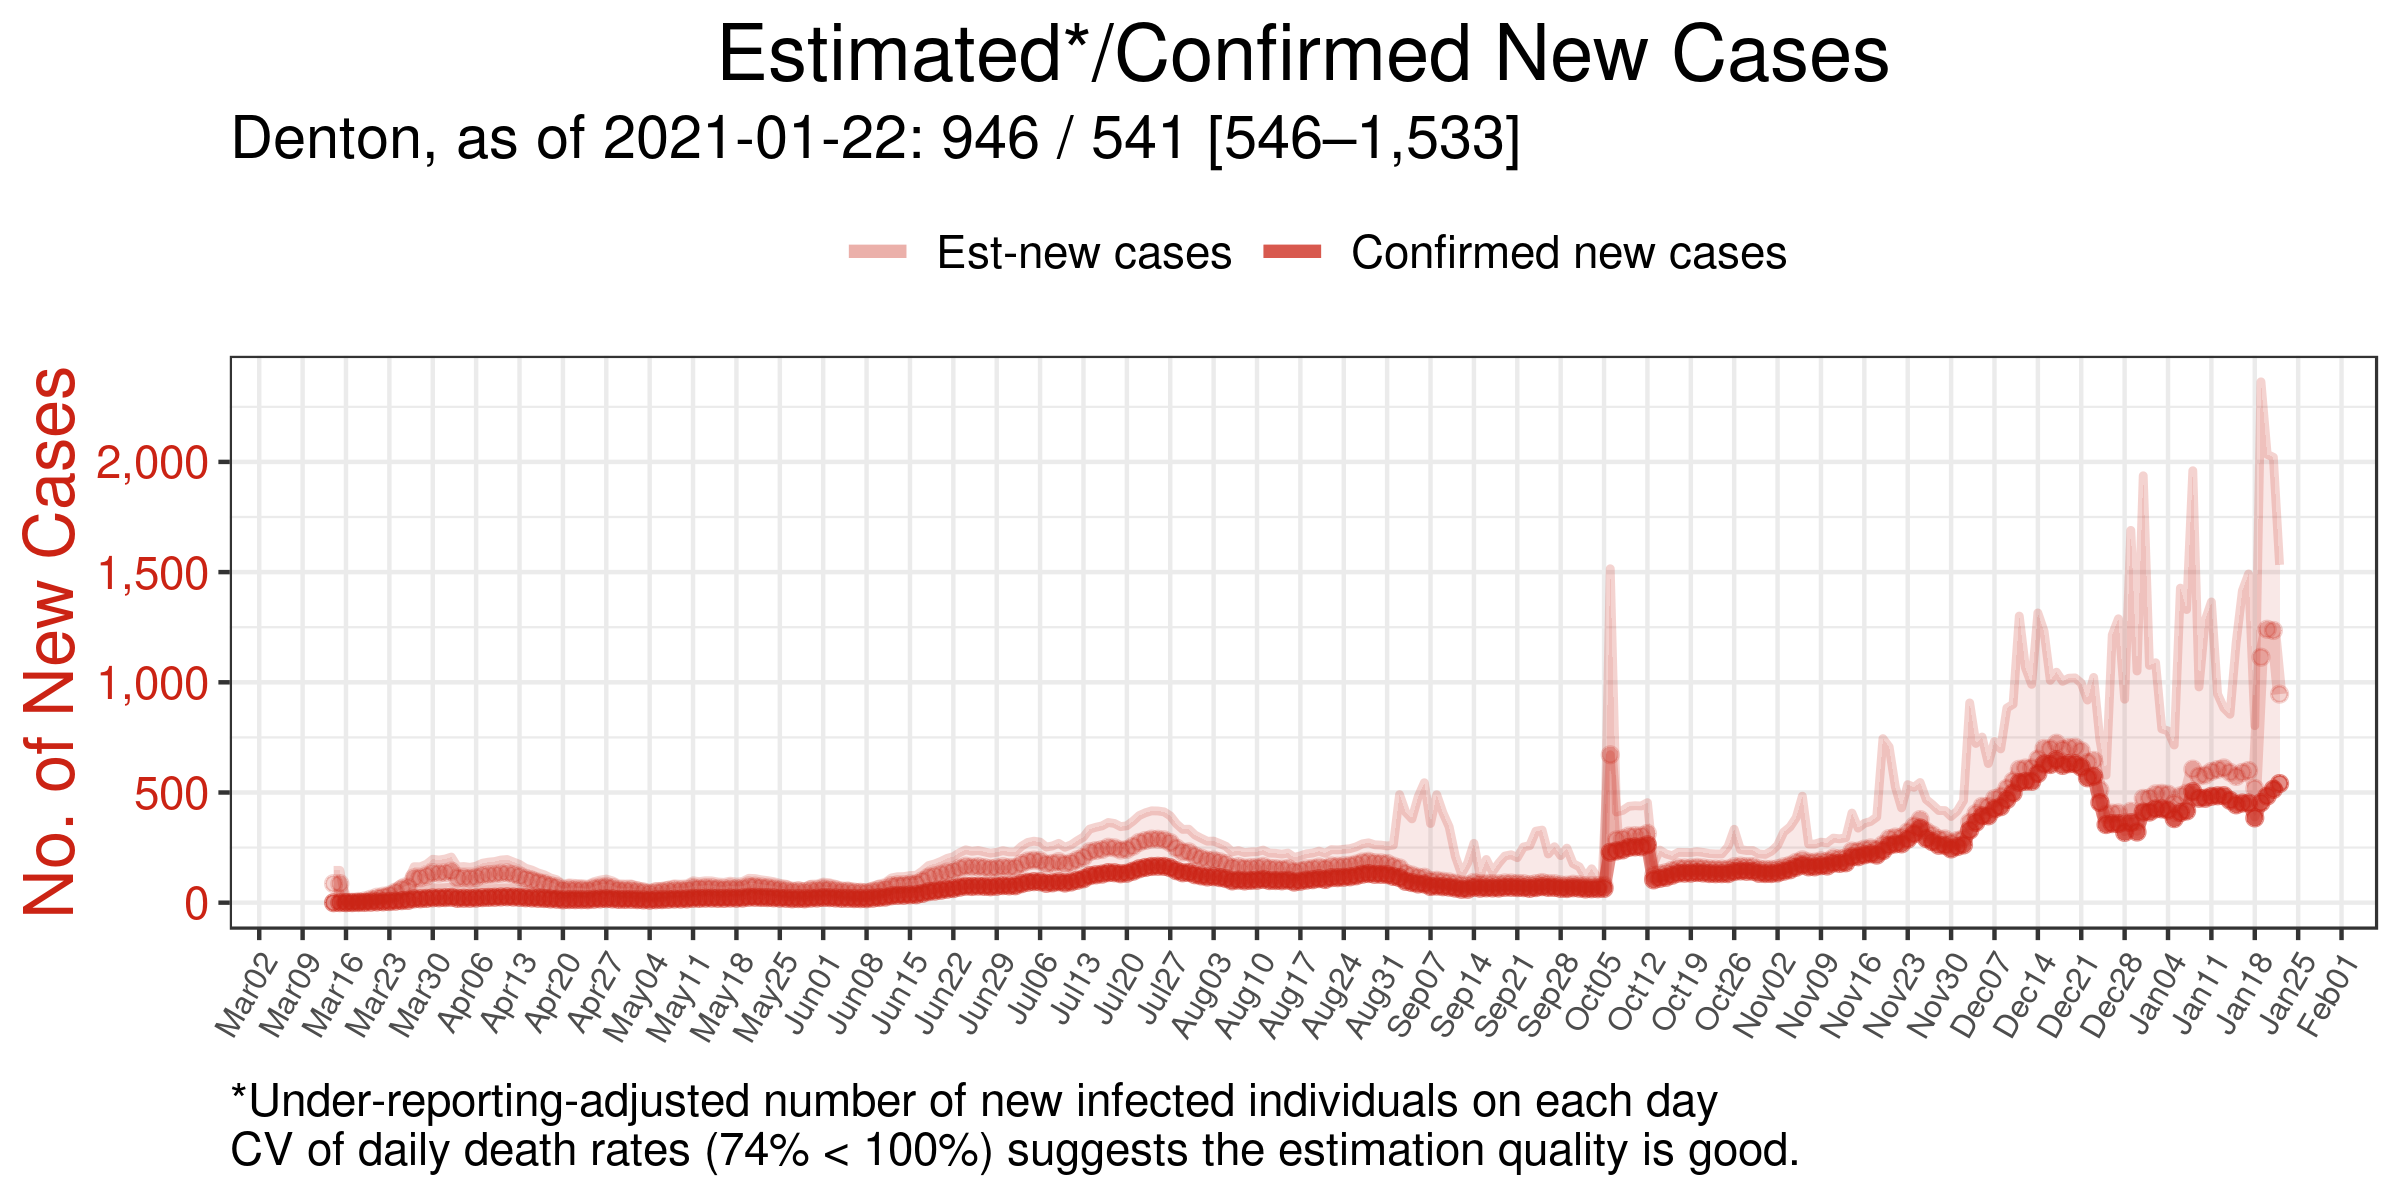 Estimated*/Confirmed New Cases
Denton, as of 2021-01-22: 946 / 541 [546–1,533]
Est-new cases
Confirmed new cases
No. of New Cases
2,000
1,500
1,000
500
0
Mar02
Mar09
Mar16
Mar23
Mar30
Apr06
Apr13
Apr20
Apr27
May04
May11
May18
May25
Jun01
Jun08
Jun15
Jun22
Jun29
Jul06
Jul13
Jul20
Jul27
Aug03
Aug10
Aug17
Aug24
Aug31
Sep07
Sep14
Sep21
Sep28
Oct05
Oct12
Oct19
Oct26
Nov02
Nov09
Nov16
Nov23
Nov30
Dec07
Dec14
Dec21
Dec28
Jan04
Jan11
Jan18
Jan25
Feb01
*Under-reporting-adjusted number of new infected individuals on each day
CV of daily death rates (74% < 100%) suggests the estimation quality is good.